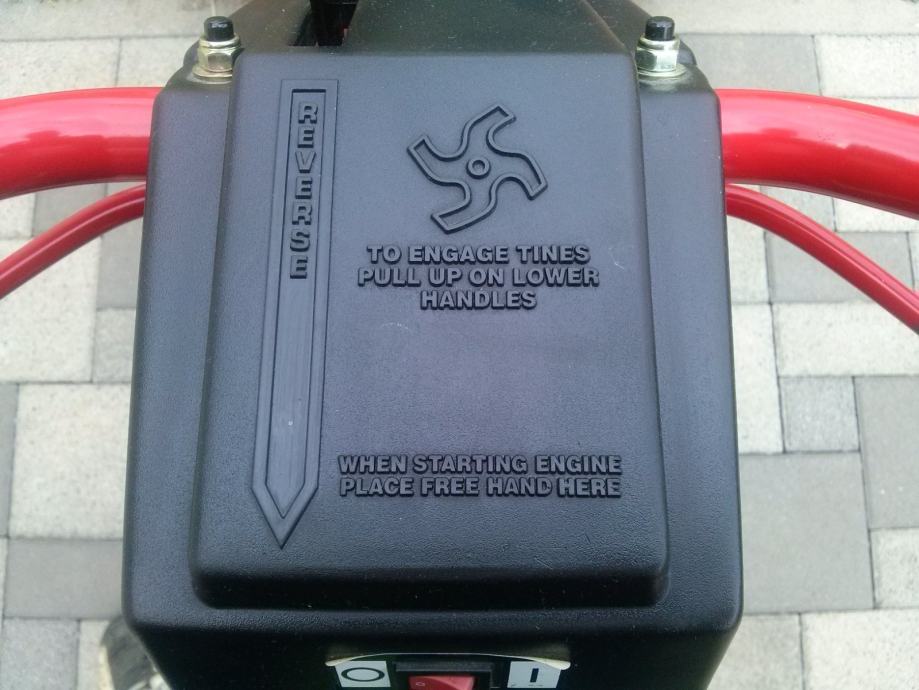 REVERSE
TO ENGAGE TINES
PULL UP ON LOWER
HANDLES
WHEN STARTING ENGINE
PLACE FREE HAND HERE
O I